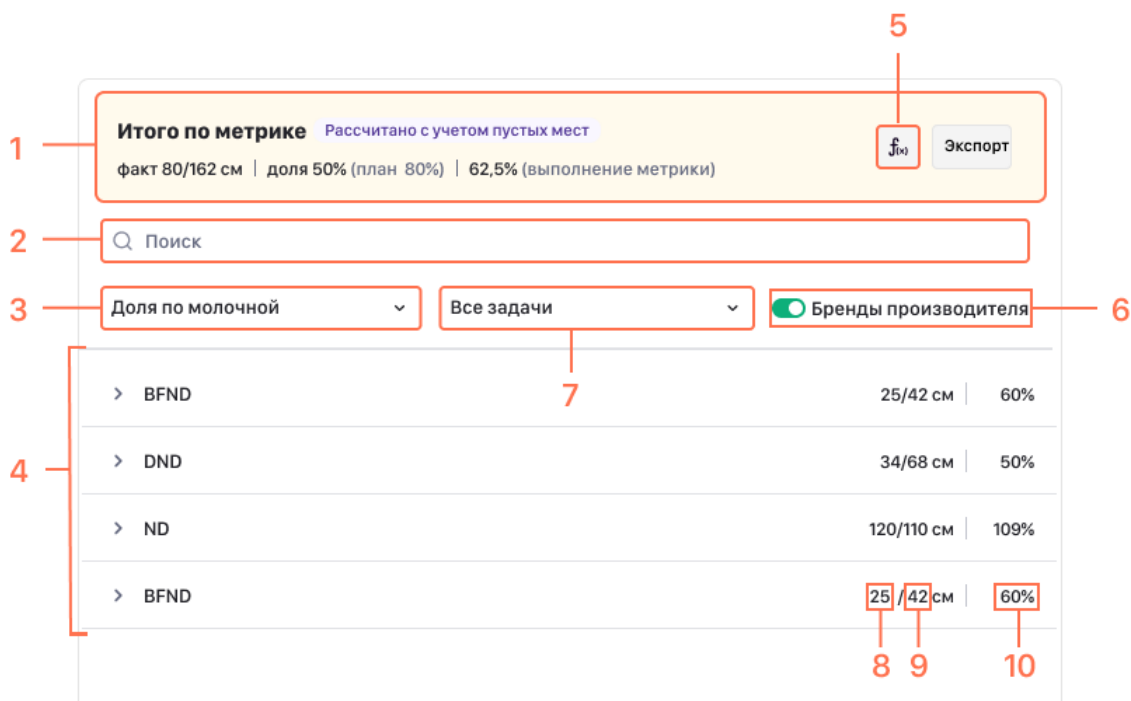 5
Итого по метрике Рассчитано с учетом пустых мест
факт 80/162 см | доля 50% (план 80%) | 62,5% (выполнение метрики)
f(x) Экспорт
1
2 Поиск
3 Доля по молочной Все задачи Бренды производителя 6
7
BFND 25/42 см | 60%
4
DND 34/68 см | 50%
ND 120/110 см | 109%
BFND 25 / 42 см | 60%
8 9 10